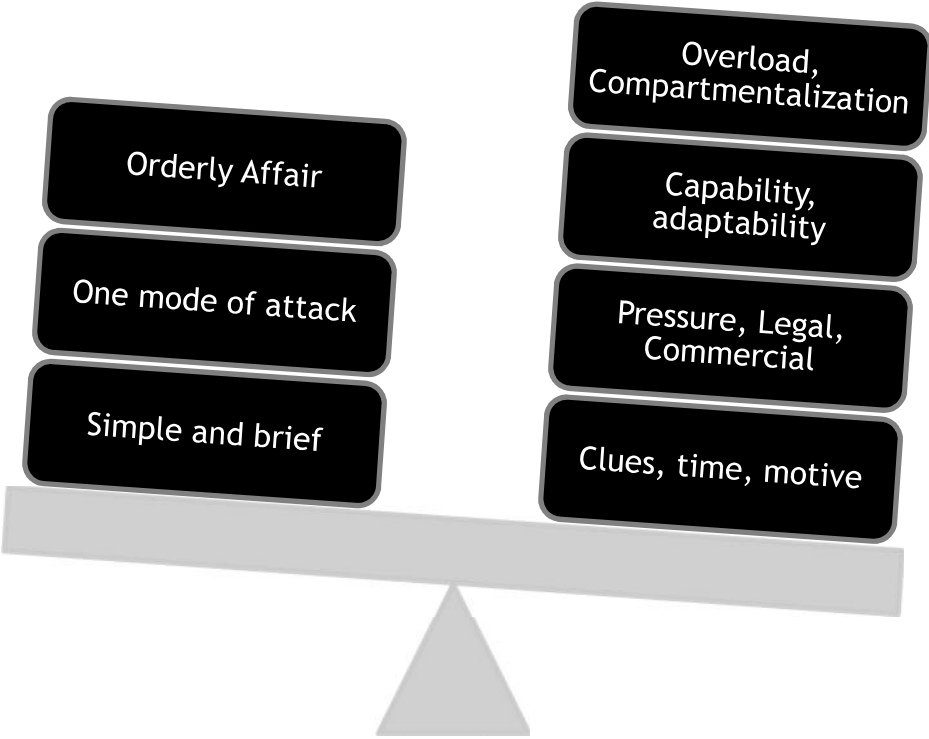 Orderly Affair
One mode of attack
Simple and brief
Overload,
Compartmentalization
Capability,
adaptability
Pressure, Legal,
Commercial
Clues, time, motive